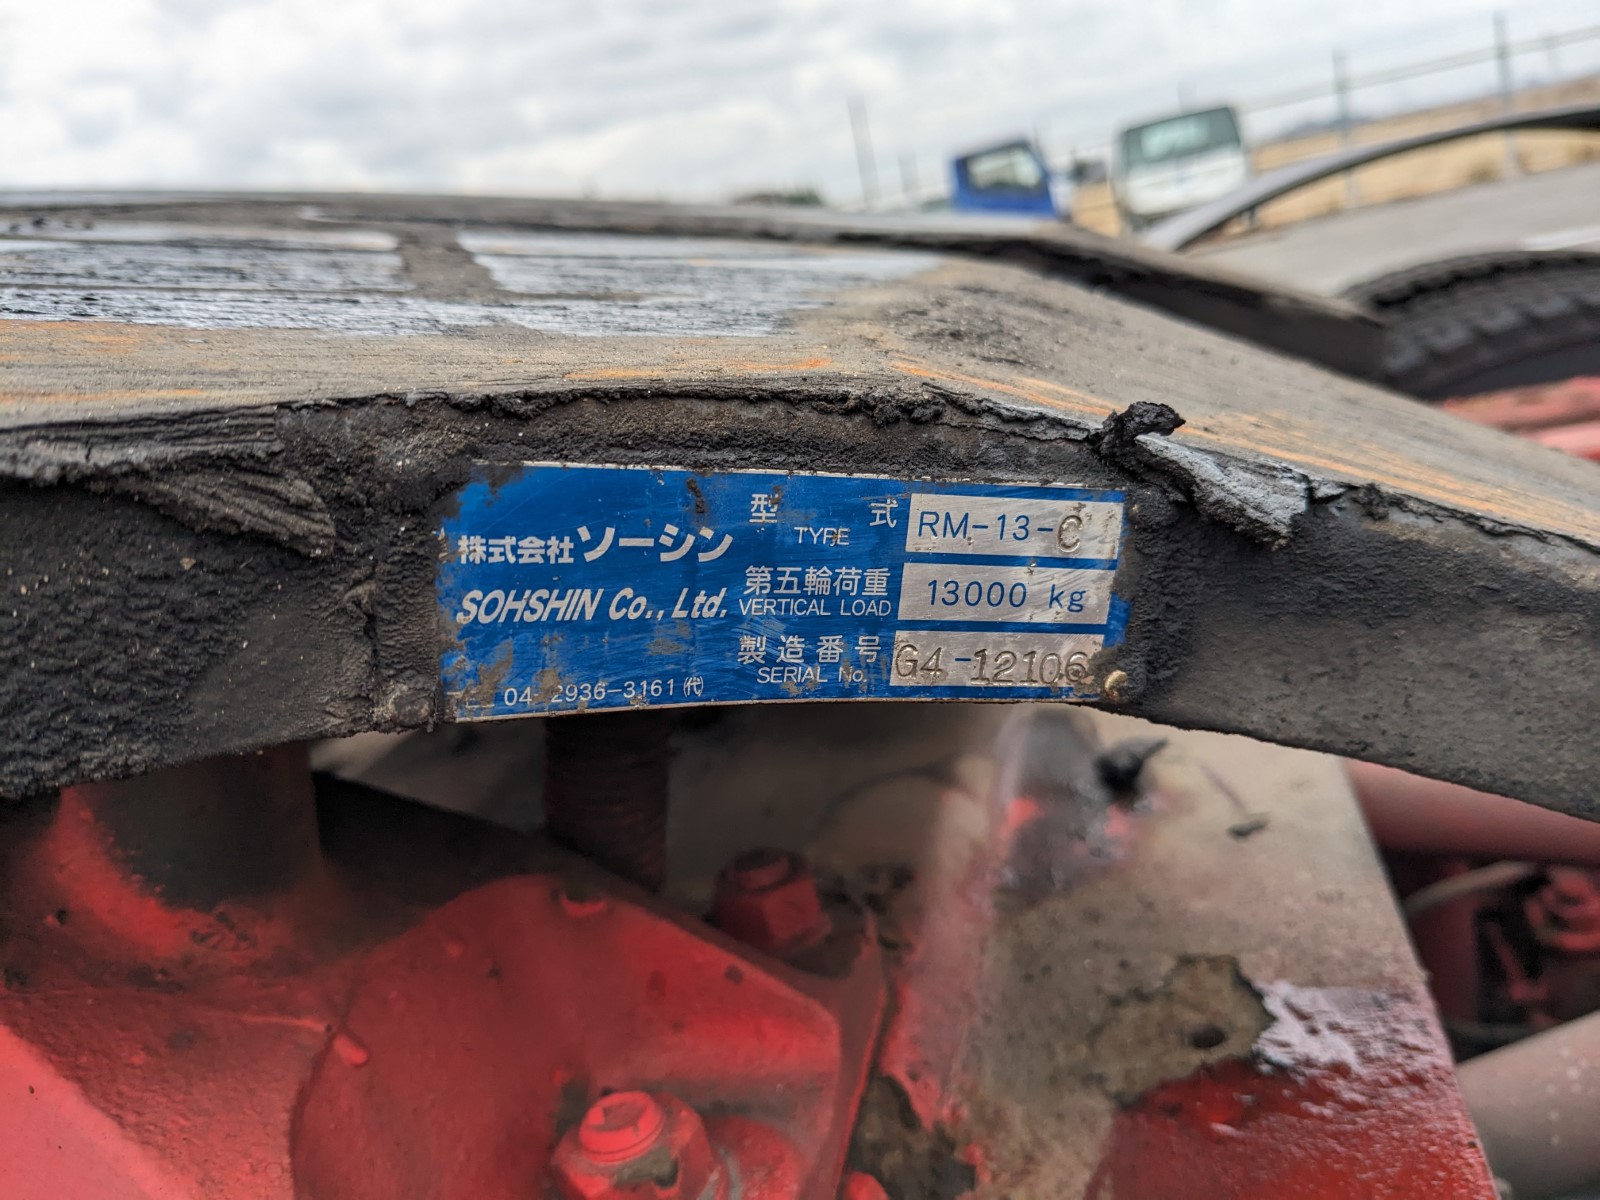 株式会社ソーシン
SOHSHIN Co., Ltd.
型式 RM-13-C
TYPE
第五輪荷重 13000 kg
VERTICAL LOAD
製造番号 G4-12106
SERIAL No.
04-2936-3161㈹